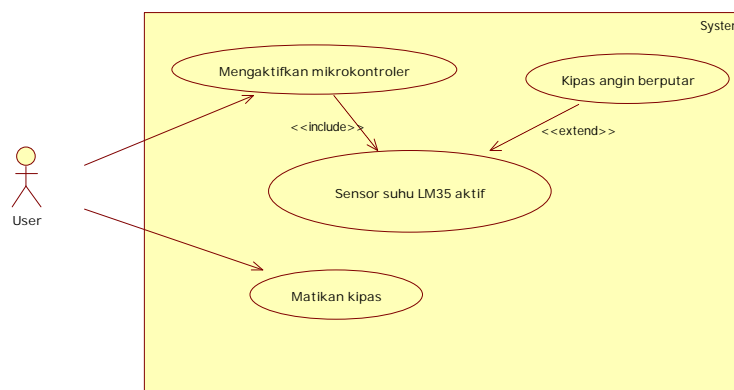 System
Mengaktifkan mikrokontroler
Kipas angin berputar
<<include>>
<<extend>>
Sensor suhu LM35 aktif
User
Matikan kipas